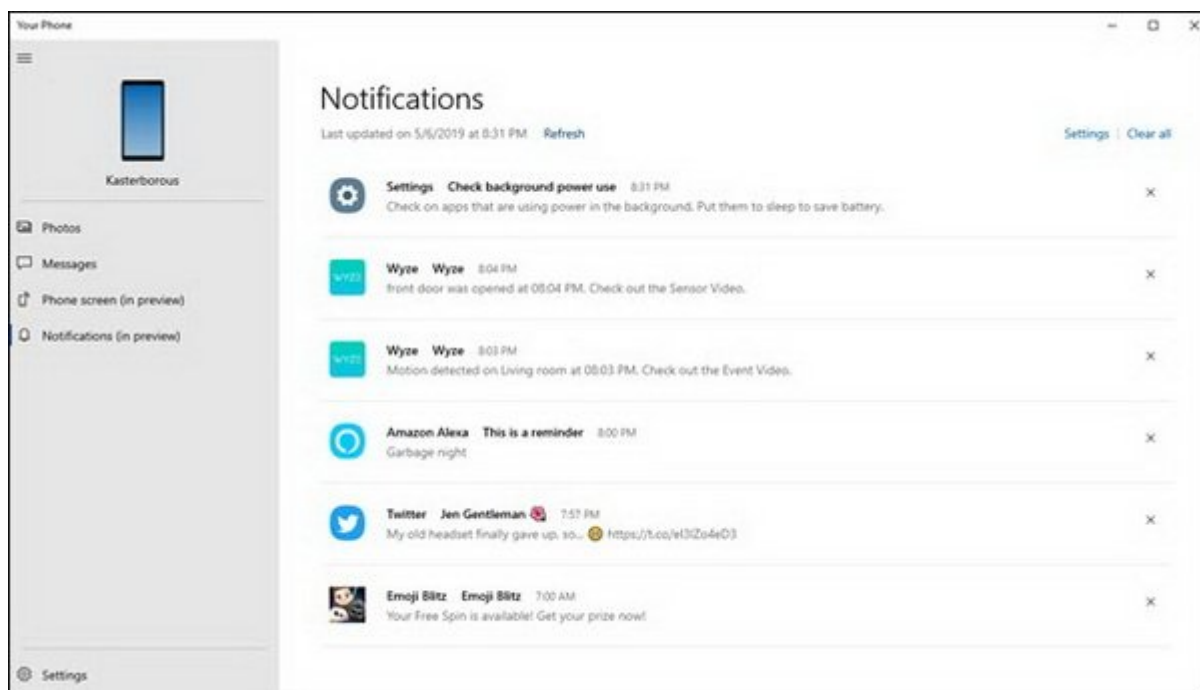 Your Phone
Kasterborous
Photos
Messages
Phone screen (in preview)
Notifications (in preview)
Settings
Notifications
Last updated on 5/6/2019 at 8:31 PM Refresh
Settings | Clear all
Settings Check background power use 8:31 PM
Check on apps that are using power in the background. Put them to sleep to save battery.
WYZE
Wyze Wyze 8:04 PM
front door was opened at 08:04 PM. Check out the Sensor Video.
WYZE
Wyze Wyze 8:03 PM
Motion detected on Living room at 08:03 PM. Check out the Event Video.
Amazon Alexa This is a reminder 8:00 PM
Garbage night
Twitter Jen Gentleman 🌺 7:57 PM
My old headset finally gave up, so...
Emoji Blitz Emoji Blitz 7:00 AM
Your Free Spin is available! Get your prize now!